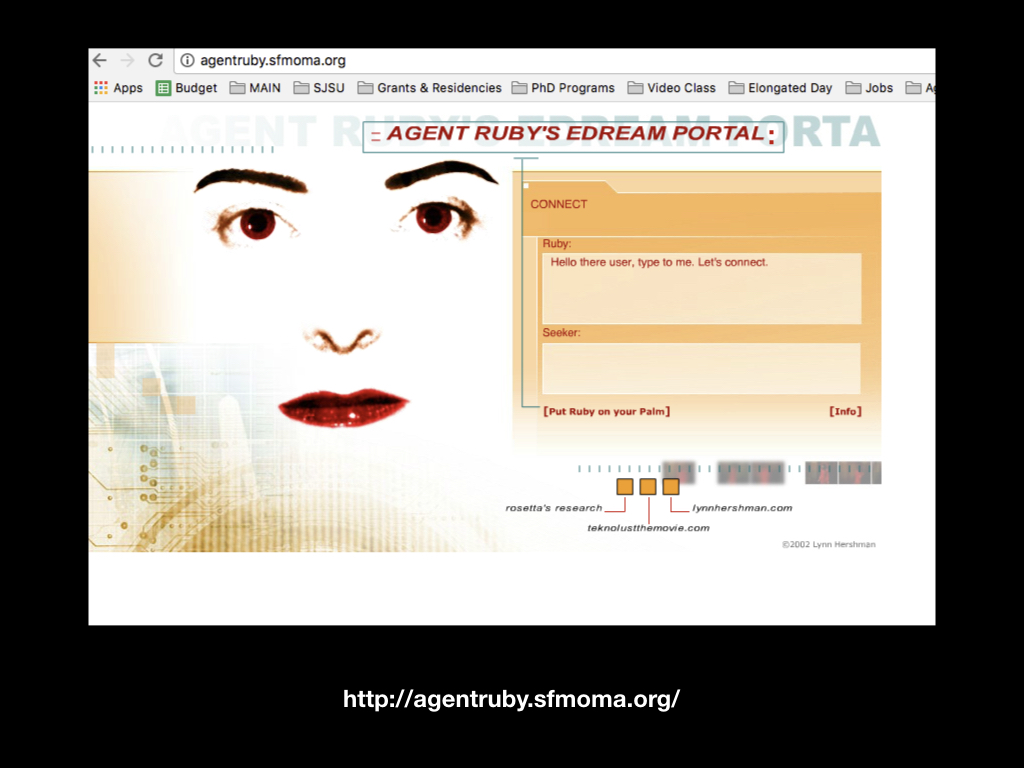 agentruby.sfmoma.org
Apps Budget MAIN SJSU Grants & Residencies PhD Programs Video Class Elongated Day Jobs
AGENT RUBY'S EDREAM PORTA
:: AGENT RUBY'S EDREAM PORTAL:
CONNECT
Ruby:
Hello there user, type to me. Let's connect.
Seeker:
[Put Ruby on your Palm] [Info]
rosetta's research lynnhershman.com
teknolustthemovie.com
©2002 Lynn Hershman
http://agentruby.sfmoma.org/